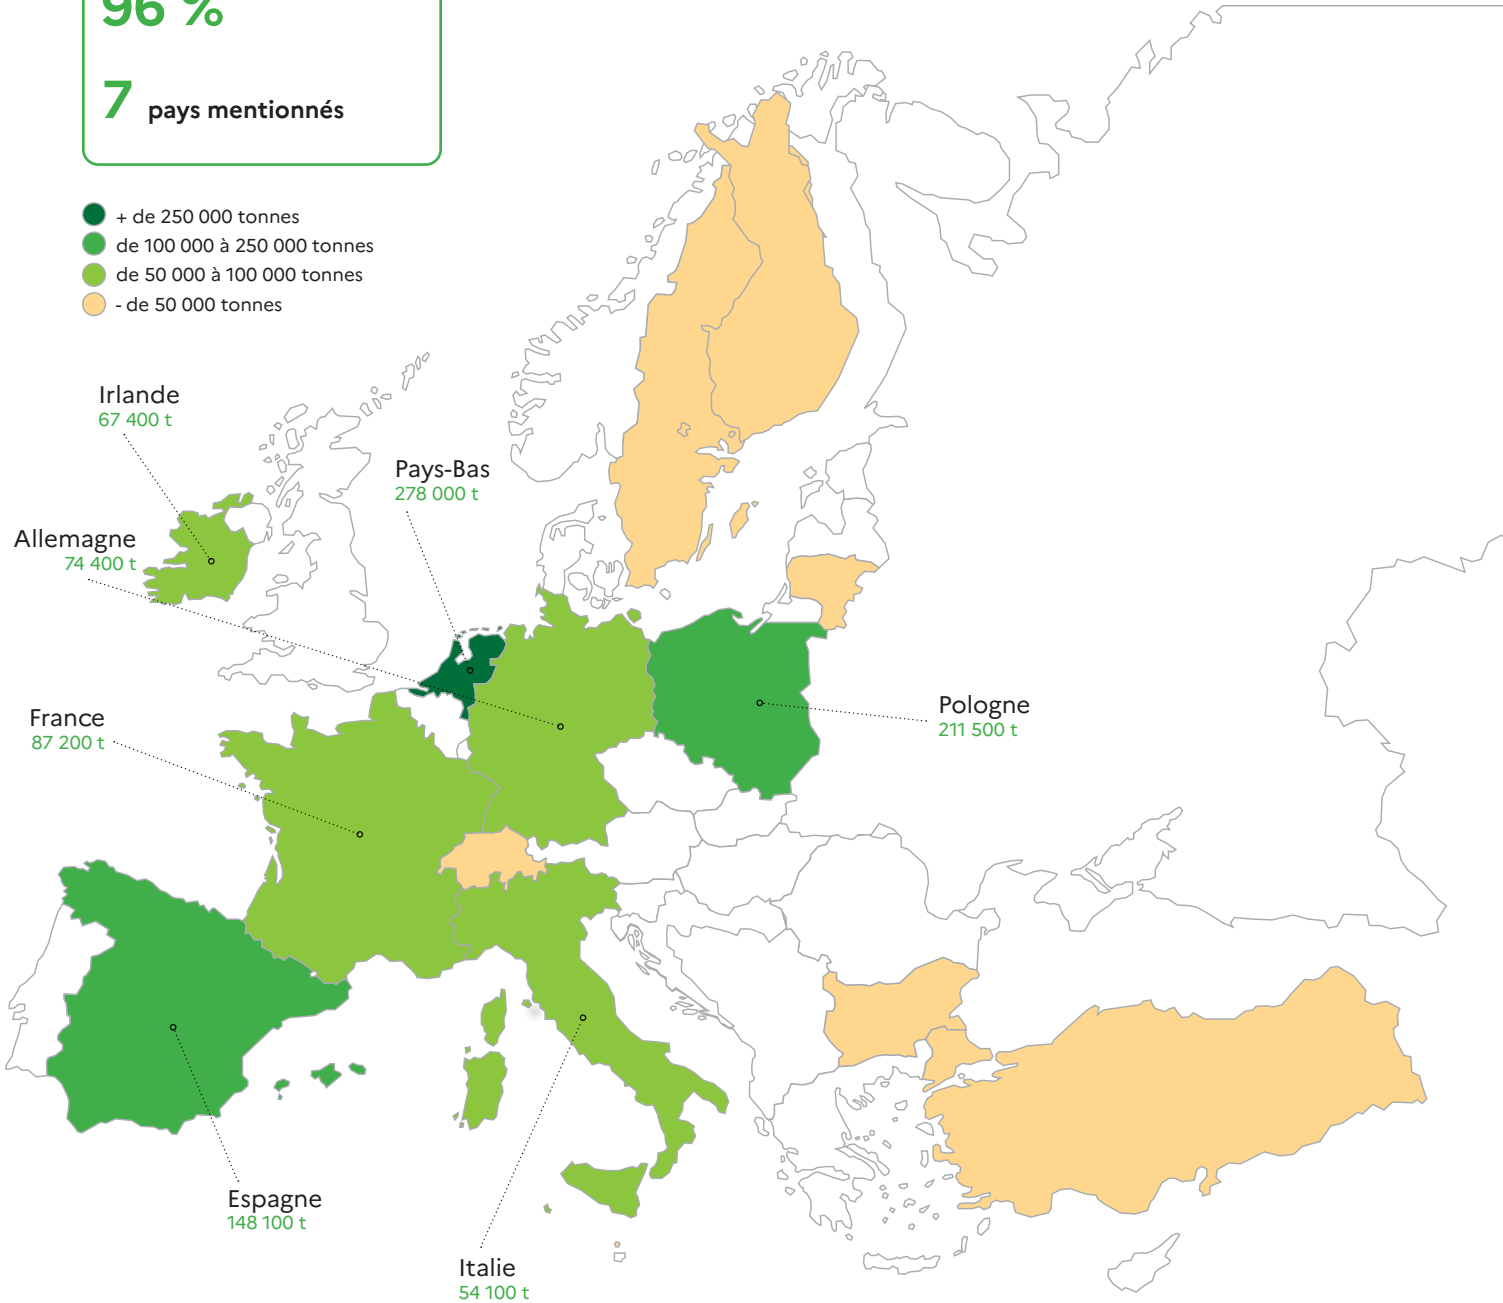 96 %
7 pays mentionnés
+ de 250 000 tonnes
de 100 000 à 250 000 tonnes
de 50 000 à 100 000 tonnes
- de 50 000 tonnes
Irlande
67 400 t
Pays-Bas
278 000 t
Allemagne
74 400 t
France
87 200 t
Pologne
211 500 t
Espagne
148 100 t
Italie
54 100 t